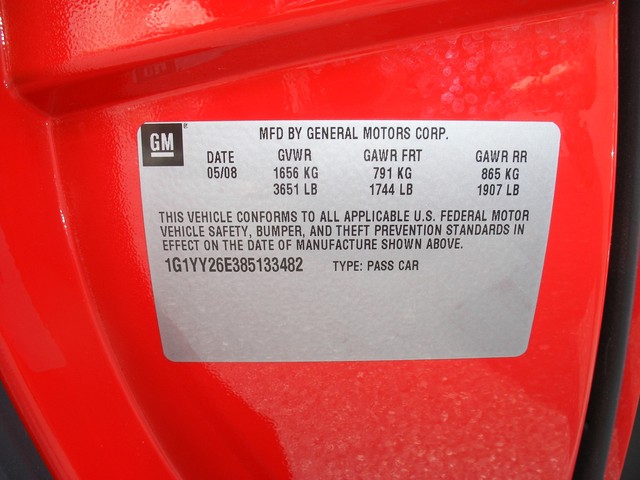 GM
MFD BY GENERAL MOTORS CORP.
DATE GVWR GAWR FRT GAWR RR
05/08 1656 KG 791 KG 865 KG
3651 LB 1744 LB 1907 LB
THIS VEHICLE CONFORMS TO ALL APPLICABLE U.S. FEDERAL MOTOR
VEHICLE SAFETY, BUMPER, AND THEFT PREVENTION STANDARDS IN
EFFECT ON THE DATE OF MANUFACTURE SHOWN ABOVE.
1G1YY26E385133482 TYPE: PASS CAR